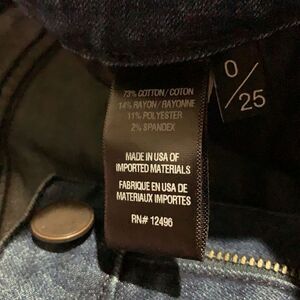 73% COTTON/COTON
14% RAYON/RAYONNE
11% POLYESTER
2% SPANDEX
MADE IN USA OF
IMPORTED MATERIALS
FABRIQUE EN USA DE
MATERIAUX IMPORTES
RN# 12496
0/25